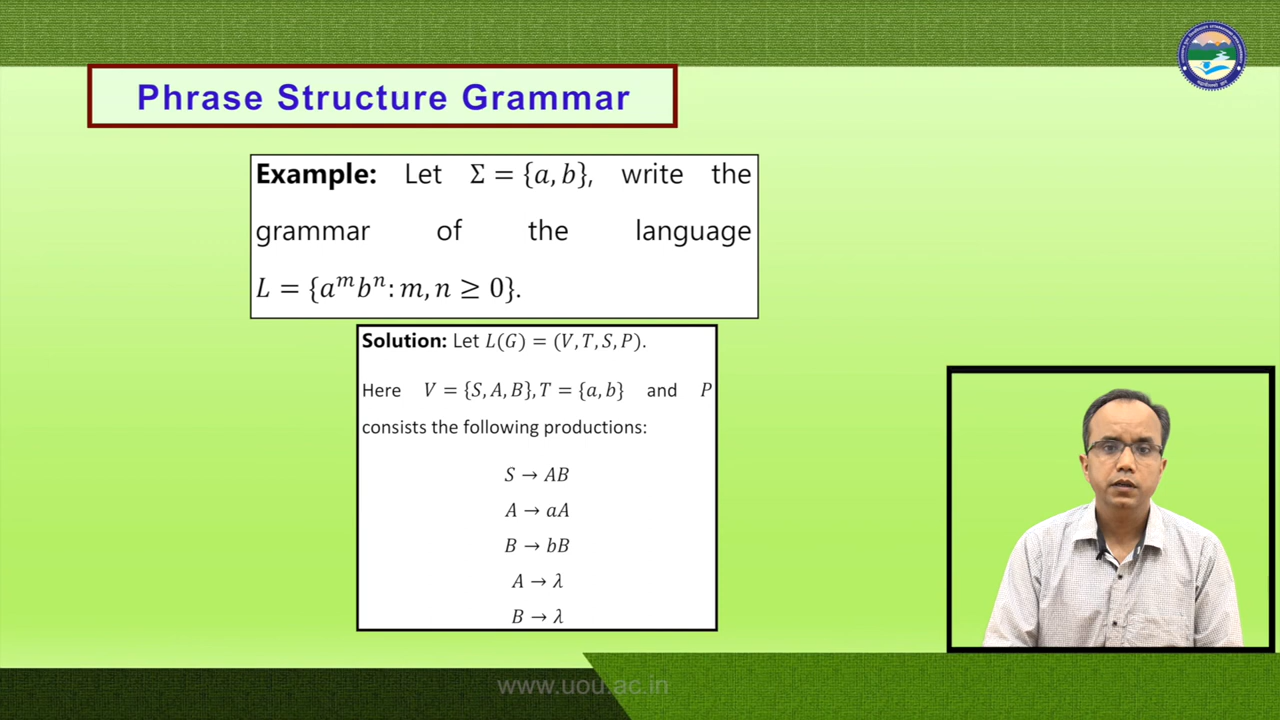 Phrase Structure Grammar
Example: Let Σ = {a, b}, write the
grammar of the language
L = {aᵐbⁿ: m, n ≥ 0}.
Solution: Let L(G) = (V, T, S, P).
Here V = {S, A, B}, T = {a, b} and P
consists the following productions:
S → AB
A → aA
B → bB
A → λ
B → λ
www.uou.ac.in